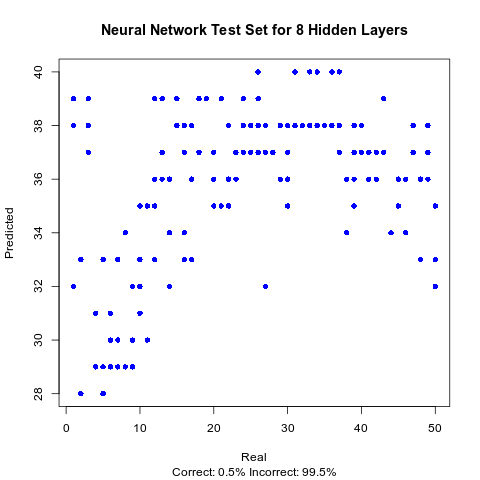 Neural Network Test Set for 8 Hidden Layers
Predicted
40
38
36
34
32
30
28
0 10 20 30 40 50
Real
Correct: 0.5% Incorrect: 99.5%